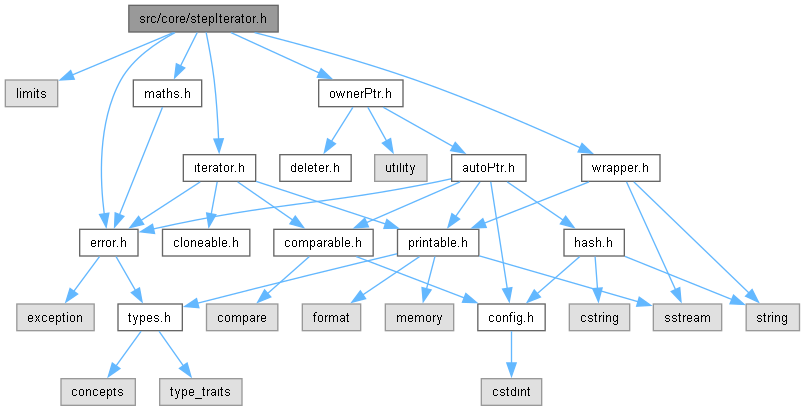 src/core/stepIterator.h
limits
maths.h
ownerPtr.h
iterator.h
deleter.h
utility
autoPtr.h
wrapper.h
error.h
cloneable.h
comparable.h
printable.h
hash.h
exception
types.h
compare
format
memory
config.h
cstring
sstream
string
concepts
type_traits
cstdint